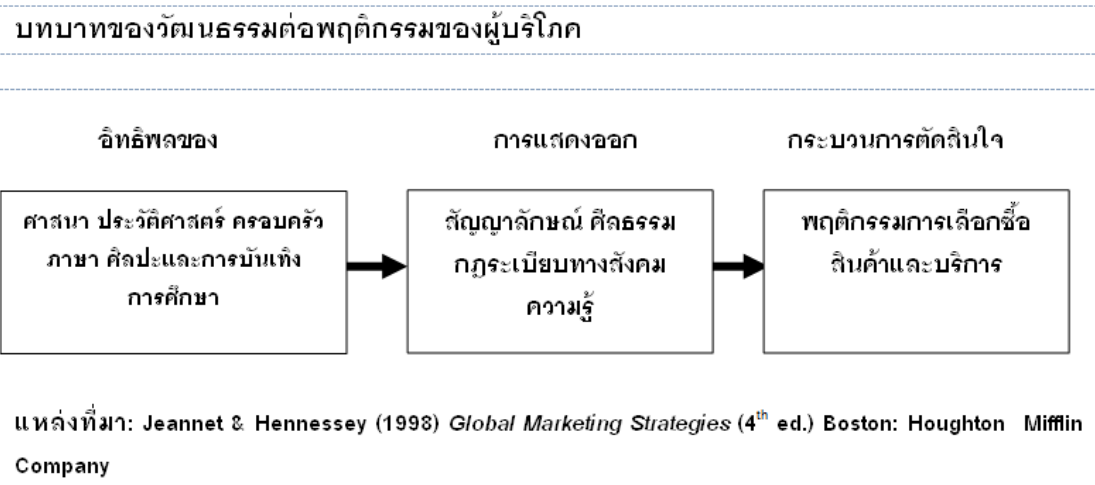 บทบาทของวัฒนธรรมต่อพฤติกรรมของผู้บริโภค
อิทธิพลของ
ศาสนา ประวัติศาสตร์ ครอบครัว
ภาษา ศิลปะและการบันเทิง
การศึกษา
การแสดงออก
สัญญาลักษณ์ ศีลธรรม
กฎระเบียบทางสังคม
ความรู้
กระบวนการตัดสินใจ
พฤติกรรมการเลือกซื้อ
สินค้าและบริการ
แหล่งที่มา: Jeannet & Hennessey (1998) Global Marketing Strategies (4th ed.) Boston: Houghton Mifflin
Company